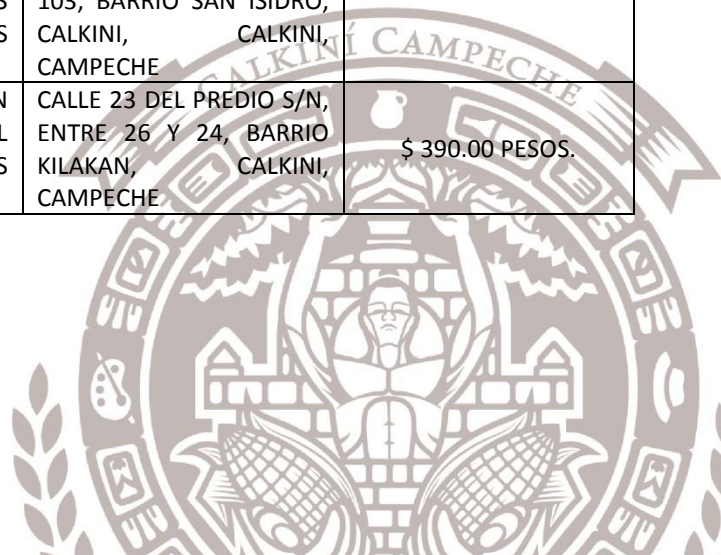 S 103, BARRIO SAN ISIDRO,
S CALKINI, CALKINI,
CAMPECHE
N CALLE 23 DEL PREDIO S/N,
L ENTRE 26 Y 24, BARRIO
S KILAKAN, CALKINI,
CAMPECHE
$ 390.00 PESOS.
CALKINÍ CAMPECHE